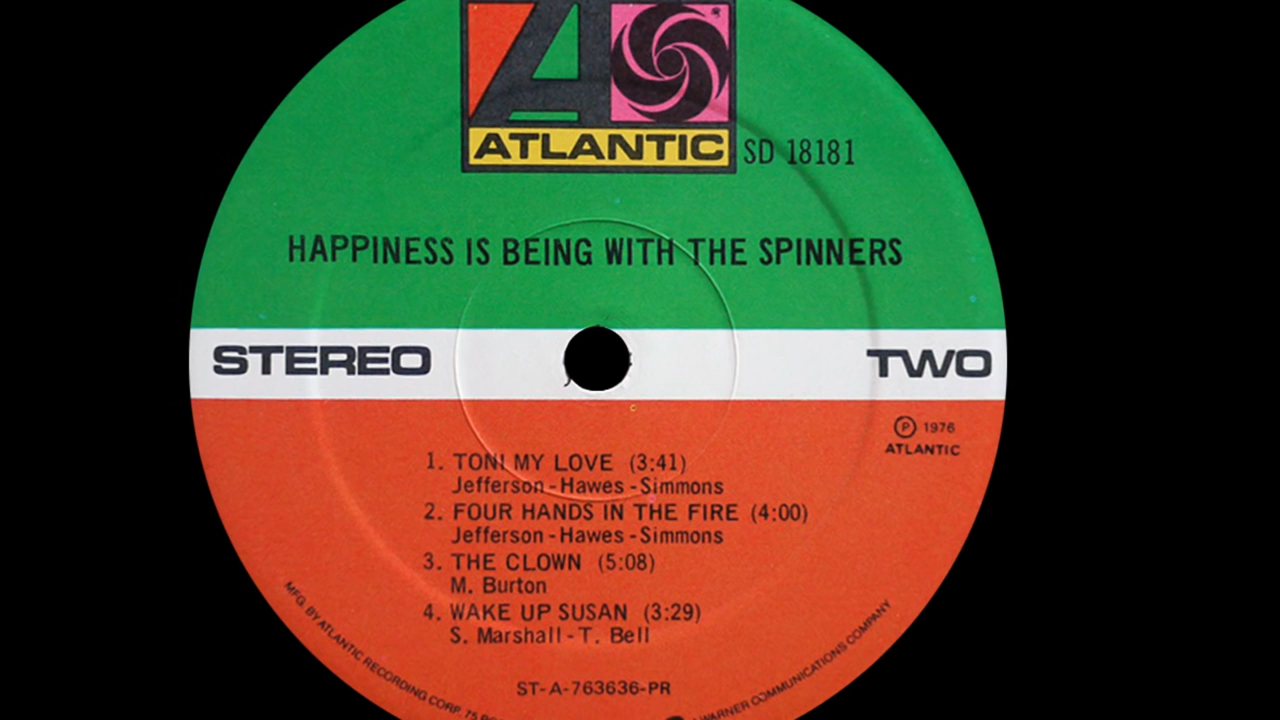 ATLANTIC
SD 18181
HAPPINESS IS BEING WITH THE SPINNERS
STEREO
TWO
Ⓟ 1976
ATLANTIC
1. TONI MY LOVE (3:41)
Jefferson-Hawes-Simmons
2. FOUR HANDS IN THE FIRE (4:00)
Jefferson-Hawes-Simmons
3. THE CLOWN (5:08)
M. Burton
4. WAKE UP SUSAN (3:29)
S. Marshall-T. Bell
ST-A-763636-PR
MFG. BY ATLANTIC RECORDING CORP. 75
WARNER COMMUNICATIONS COMPANY